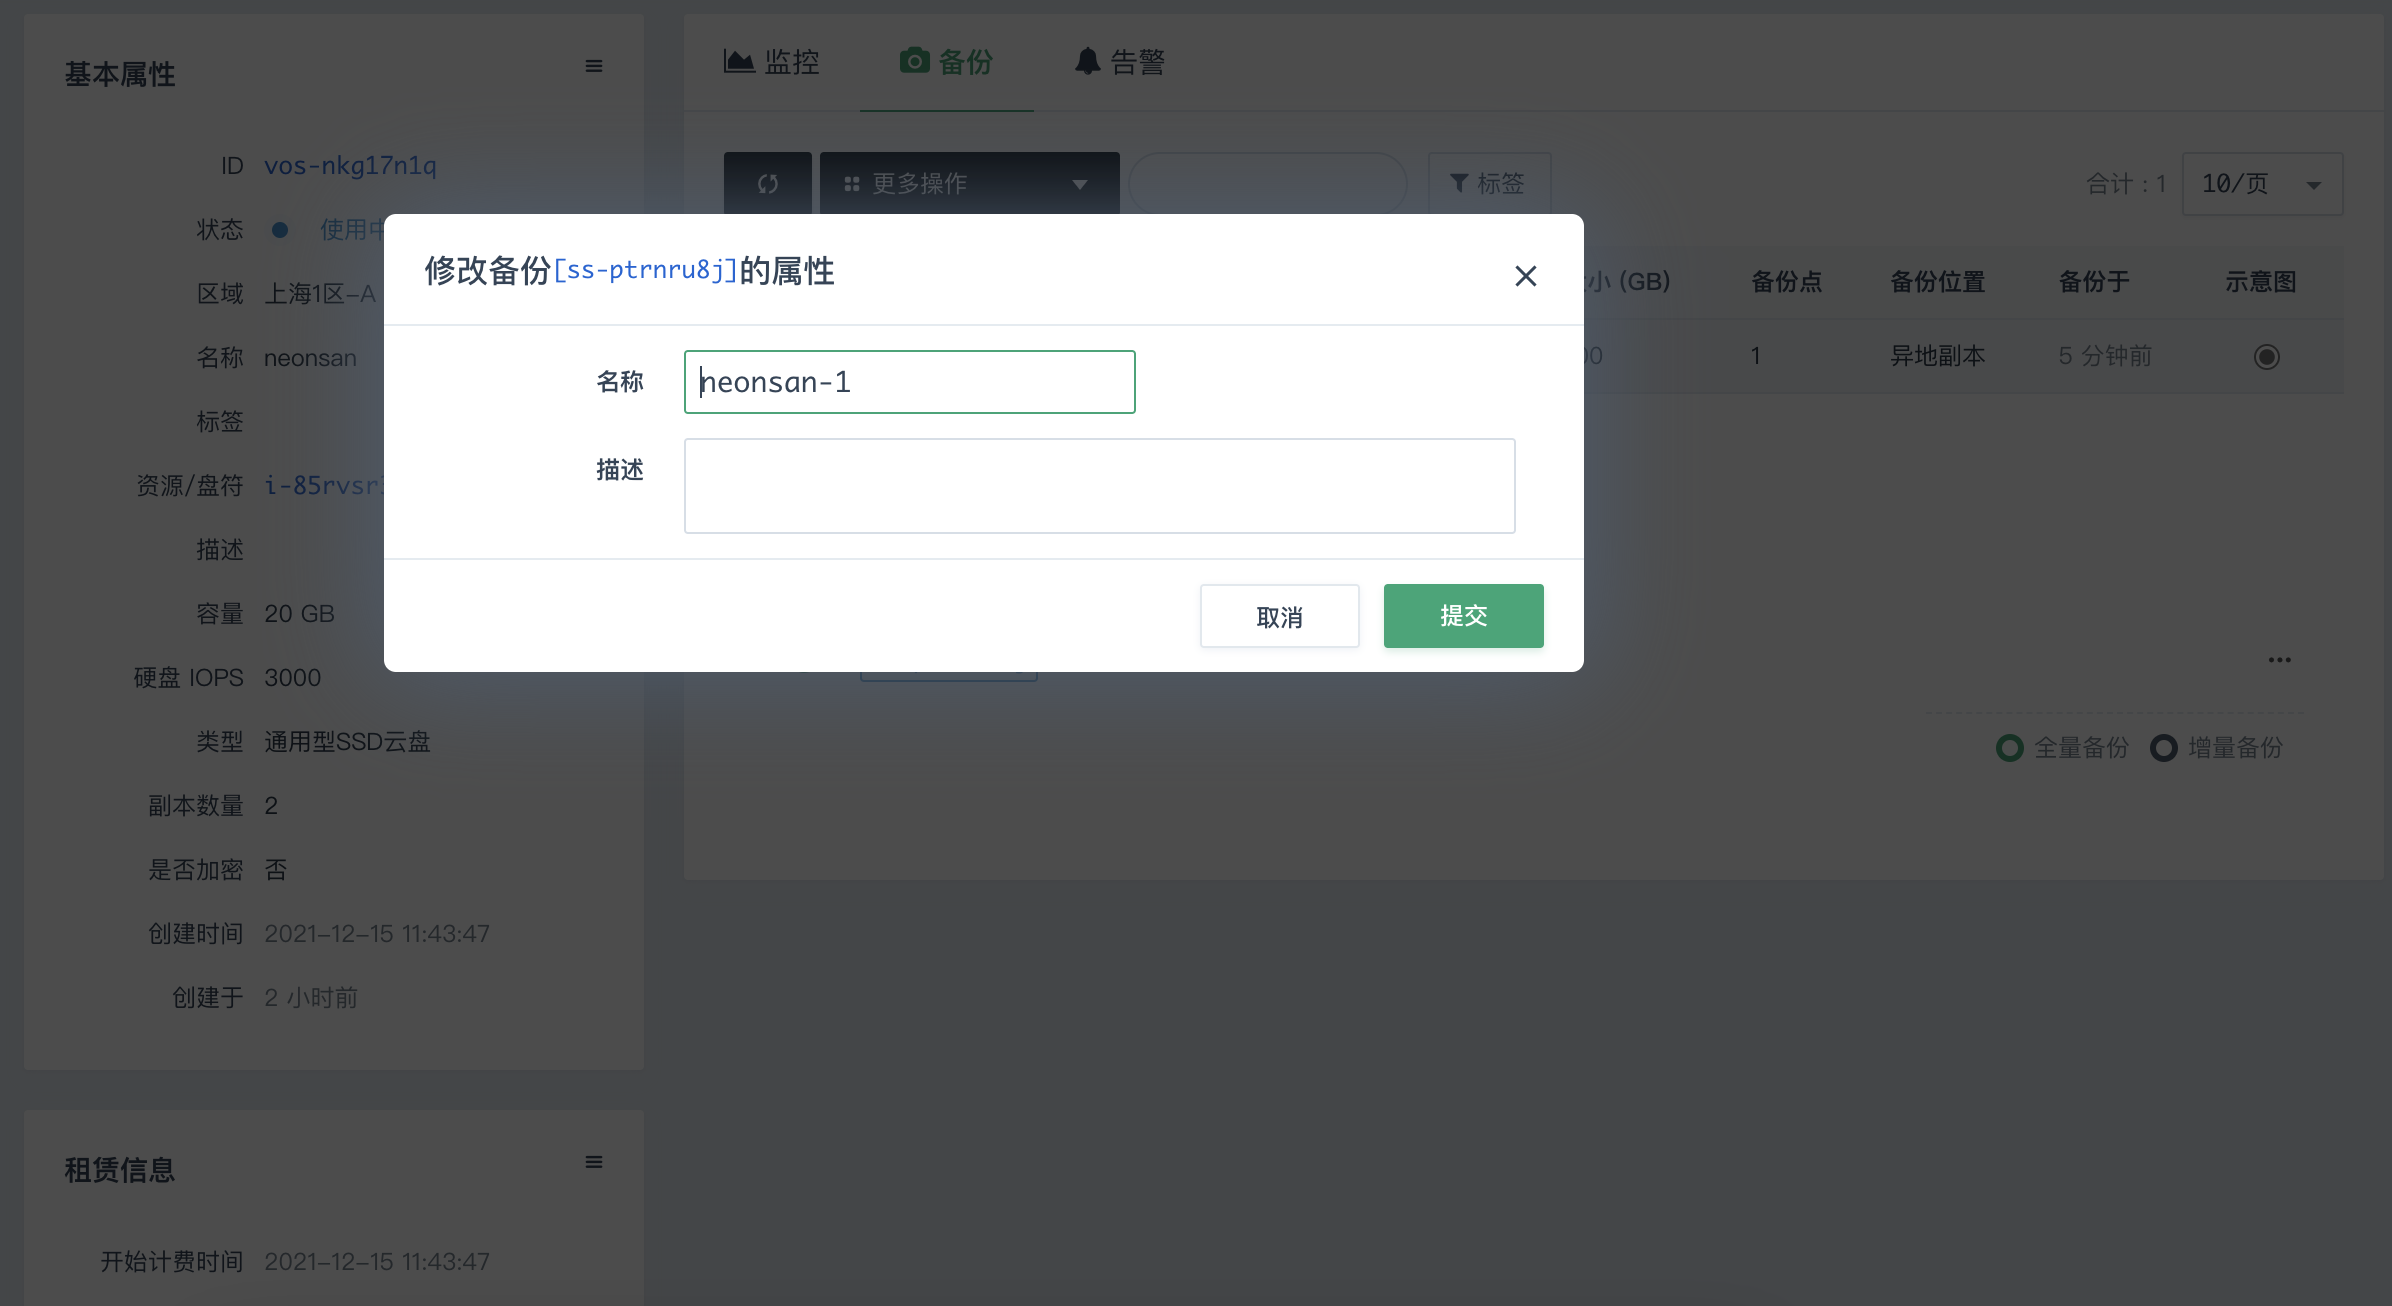 基本属性
ID vos-nkg17n1q
状态 使用中
区域 上海1区-A
名称 neonsan
标签
资源/盘符 i-85rvsr
描述
容量 20 GB
硬盘 IOPS 3000
类型 通用型SSD云盘
副本数量 2
是否加密 否
创建时间 2021-12-15 11:43:47
创建于 2 小时前
租赁信息
开始计费时间 2021-12-15 11:43:47
监控 备份 告警
更多操作 标签 合计 : 1 10/页
小 (GB) 备份点 备份位置 备份于 示意图
1 异地副本 5 分钟前
修改备份[ss-ptrnru8j]的属性
名称 neonsan-1
描述
取消 提交
全量备份 增量备份